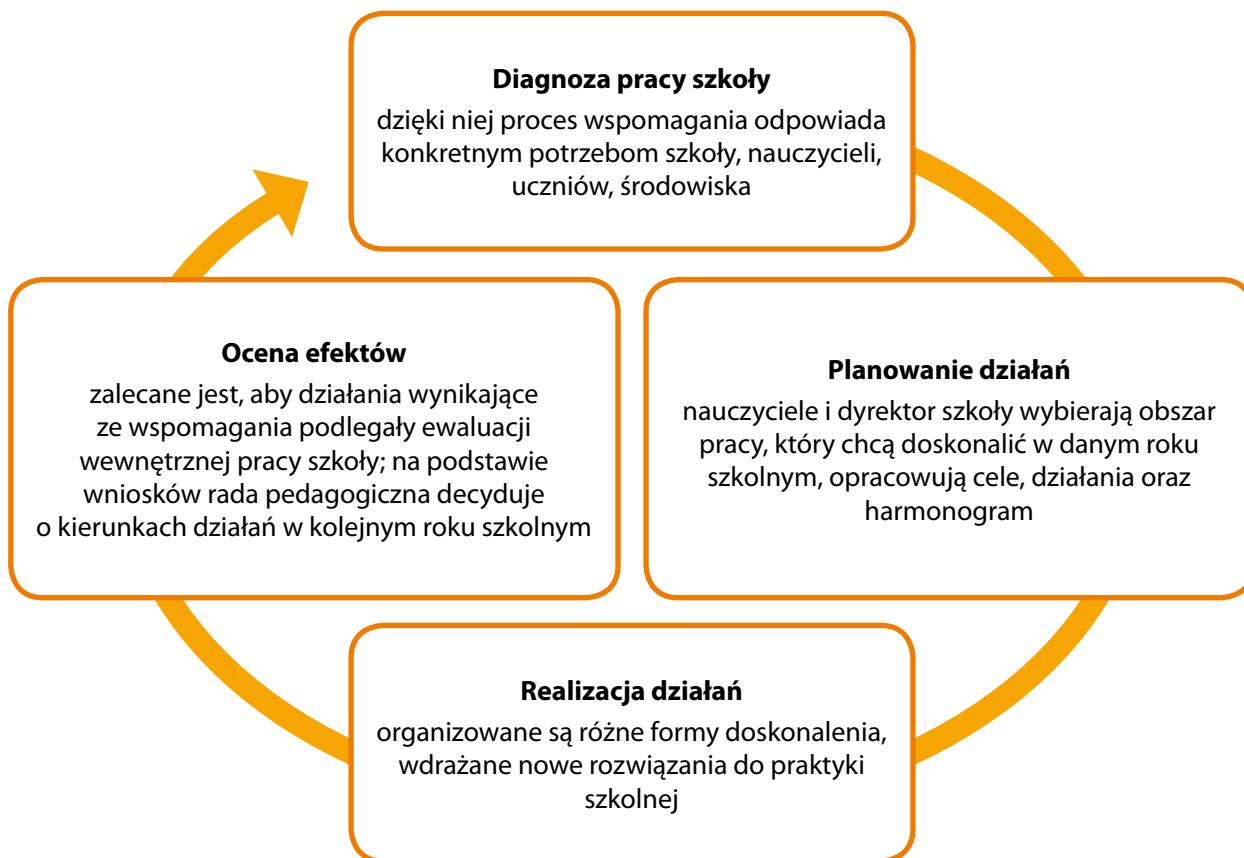 Diagnoza pracy szkoły
dzięki niej proces wspomagania odpowiada
konkretnym potrzebom szkoły, nauczycieli,
uczniów, środowiska
Planowanie działań
nauczyciele i dyrektor szkoły wybierają obszar
pracy, który chcą doskonalić w danym roku
szkolnym, opracowują cele, działania oraz
harmonogram
Realizacja działań
organizowane są różne formy doskonalenia,
wdrażane nowe rozwiązania do praktyki
szkolnej
Ocena efektów
zalecane jest, aby działania wynikające
ze wspomagania podlegały ewaluacji
wewnętrznej pracy szkoły; na podstawie
wniosków rada pedagogiczna decyduje
o kierunkach działań w kolejnym roku szkolnym